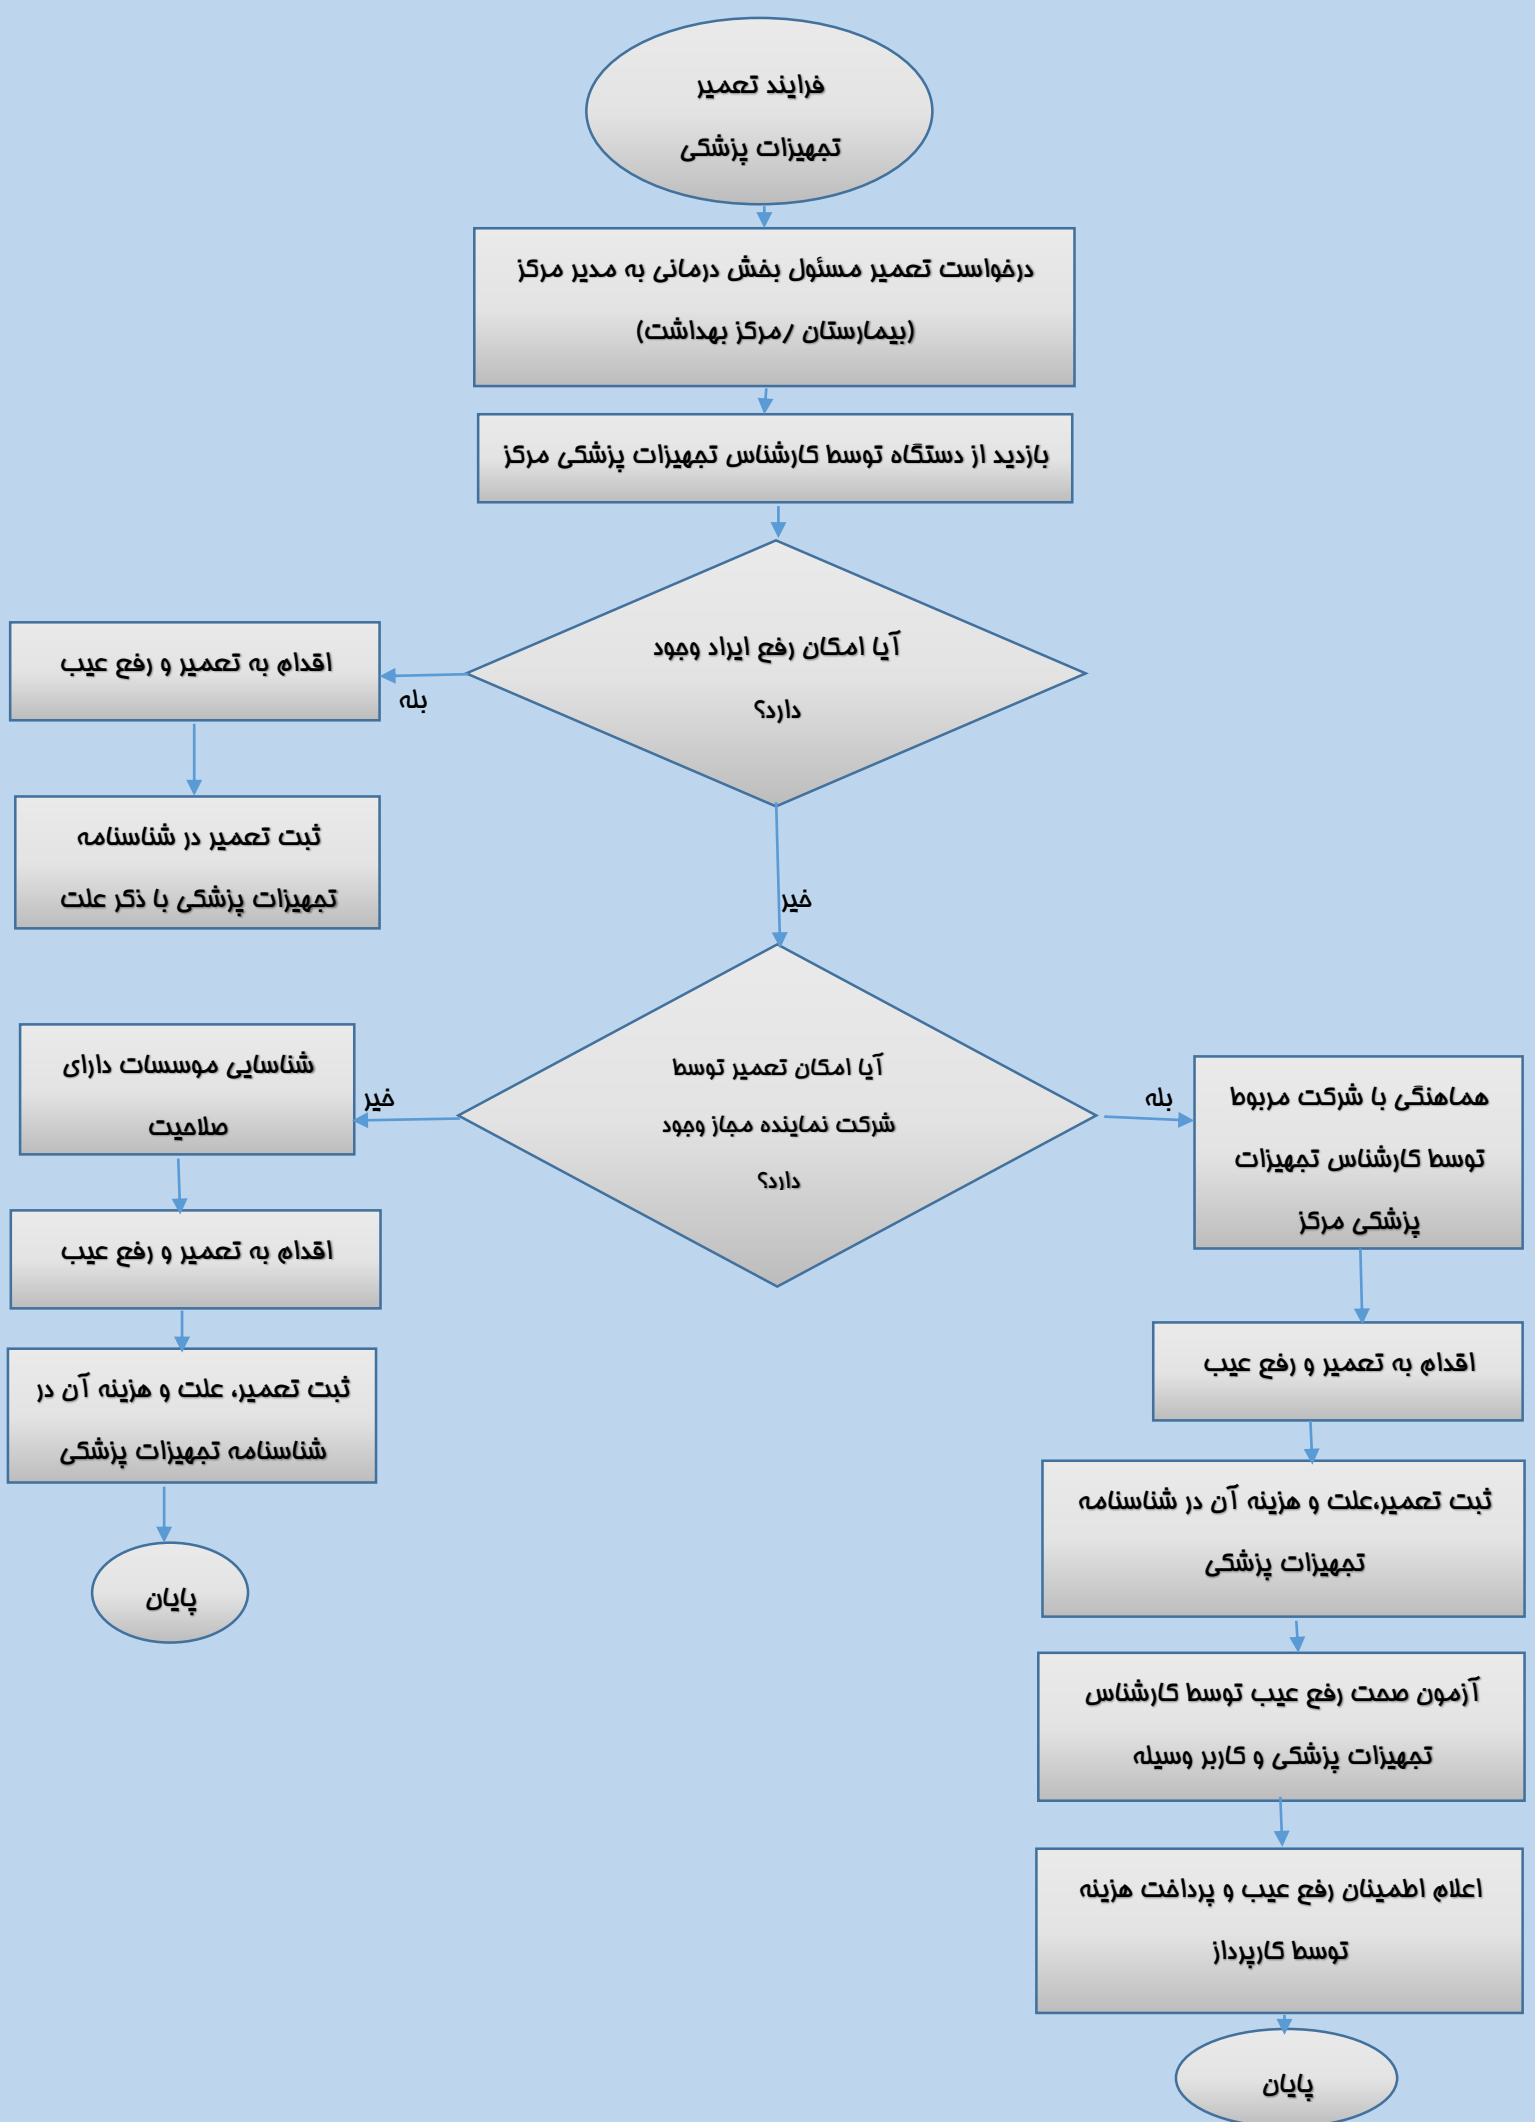 فرایند تعمیر
تجهیزات پزشکی
درخواست تعمیر مسئول بخش درمانی به مدیر مرکز
(بیمارستان /مرکز بهداشت)
بازدید از دستگاه توسط کارشناس تجهیزات پزشکی مرکز
آیا امکان رفع ایراد وجود
دارد؟
بله
اقدام به تعمیر و رفع عیب
ثبت تعمیر در شناسنامه
تجهیزات پزشکی با ذکر علت
خیر
آیا امکان تعمیر توسط
شرکت نماینده مجاز وجود
دارد؟
بله
هماهنگی با شرکت مربوط
توسط کارشناس تجهیزات
پزشکی مرکز
اقدام به تعمیر و رفع عیب
ثبت تعمیر،علت و هزینه آن در شناسنامه
تجهیزات پزشکی
آزمون صحت رفع عیب توسط کارشناس
تجهیزات پزشکی و کاربر وسیله
اعلام اطمینان رفع عیب و پرداخت هزینه
توسط کارپرداز
پایان
خیر
شناسایی موسسات دارای
صلاحیت
اقدام به تعمیر و رفع عیب
ثبت تعمیر، علت و هزینه آن در
شناسنامه تجهیزات پزشکی
پایان